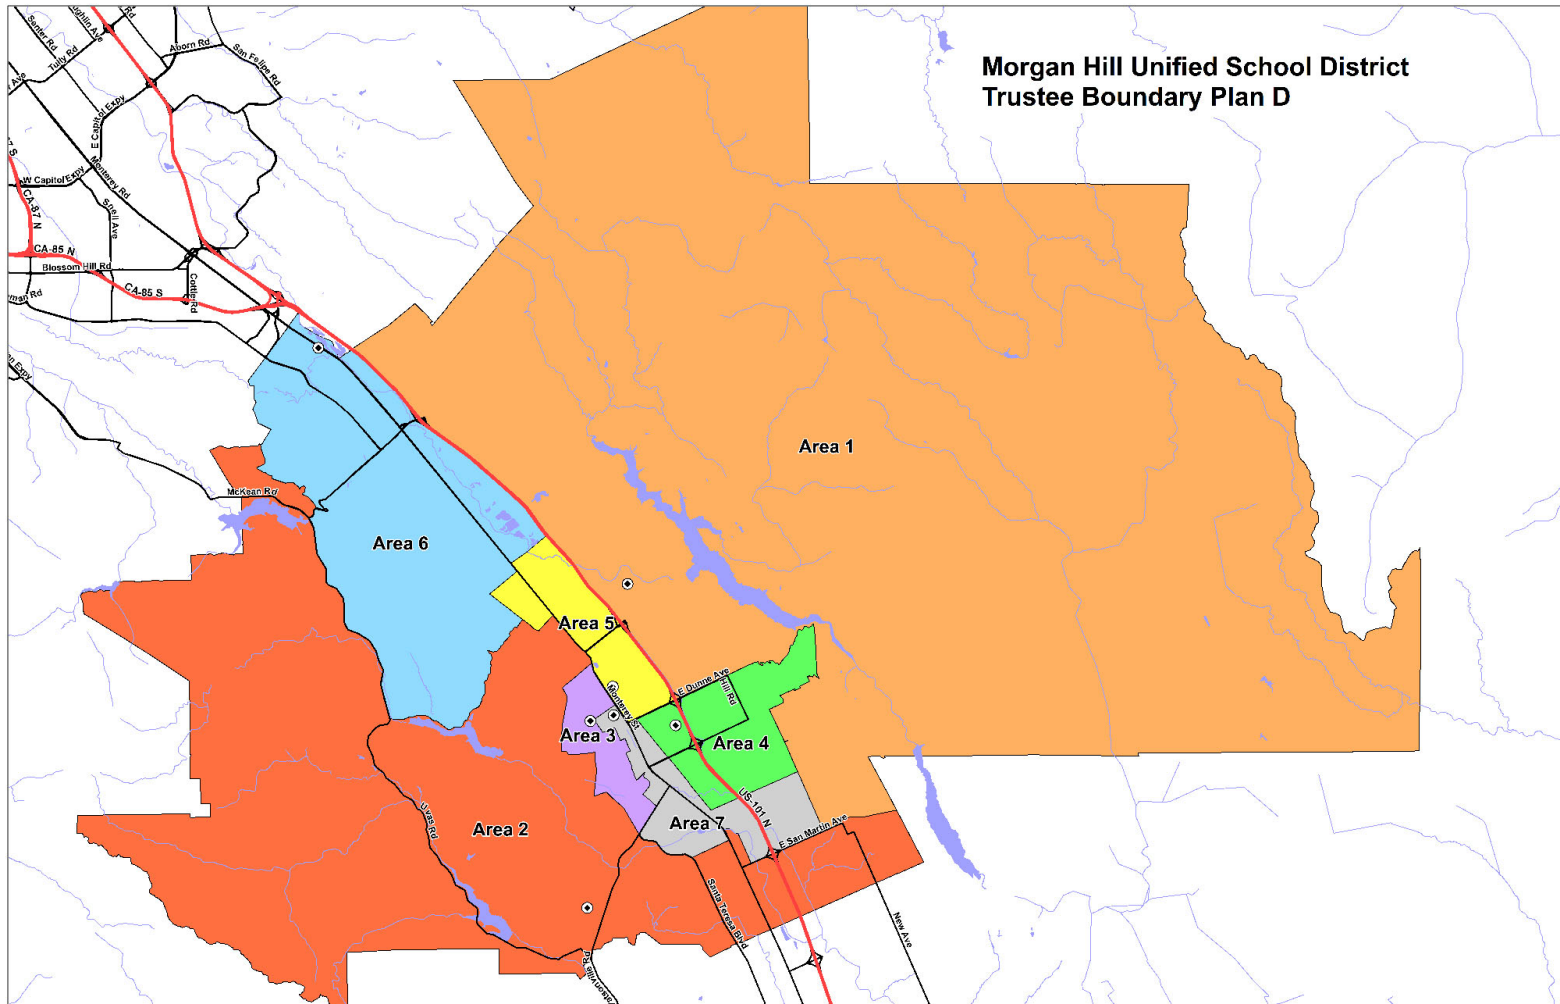 Morgan Hill Unified School District
Trustee Boundary Plan D
Senter Rd
Tully Rd
Aborn Rd
San Felipe Rd
E Capitol Expy
Monterey Rd
W Capitol Expy
Snell Ave
CA-87 N
CA-85 N
Blossom Hill Rd
CA-85 S
Cottle Rd
McKean Rd
Area 1
Area 6
Area 5
E Dunne Ave
Hill Rd
Monterey St
Area 3
Area 4
US-101 N
Area 7
E San Martin Ave
Area 2
Uvas Rd
Santa Teresa Blvd
New Ave